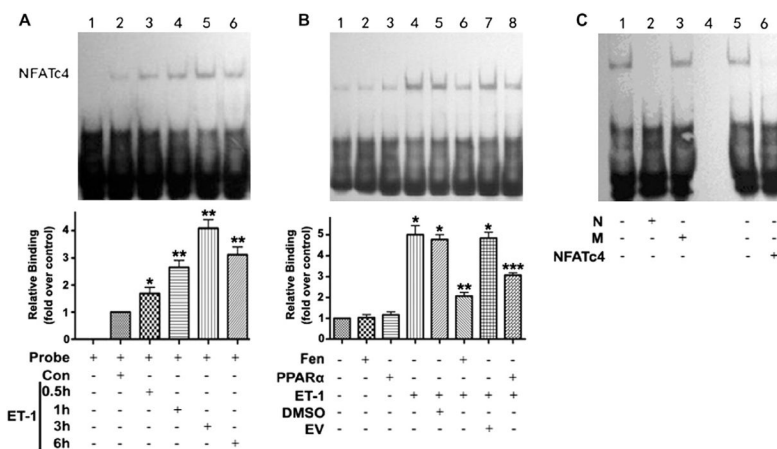 A
1 2 3 4 5 6
NFATc4
Relative Binding
(fold over control)
4
3
2
1
0
* ** ** **
Probe + + + + + +
Con - + - - - -
ET-1
0.5h - - + - - -
1h - - - + - -
3h - - - - + -
6h - - - - - +
B
1 2 3 4 5 6 7 8
Relative Binding
(fold over control)
5
4
3
2
1
0
* * ** * ***
Fen - + - - - + - -
PPARα - - + - - - - +
ET-1 - - - + + + + +
DMSO - - - - + - - -
EV - - - - - - + -
C
1 2 3 4 5 6
N - + - - -
M - - + - -
NFATc4 - - - - +